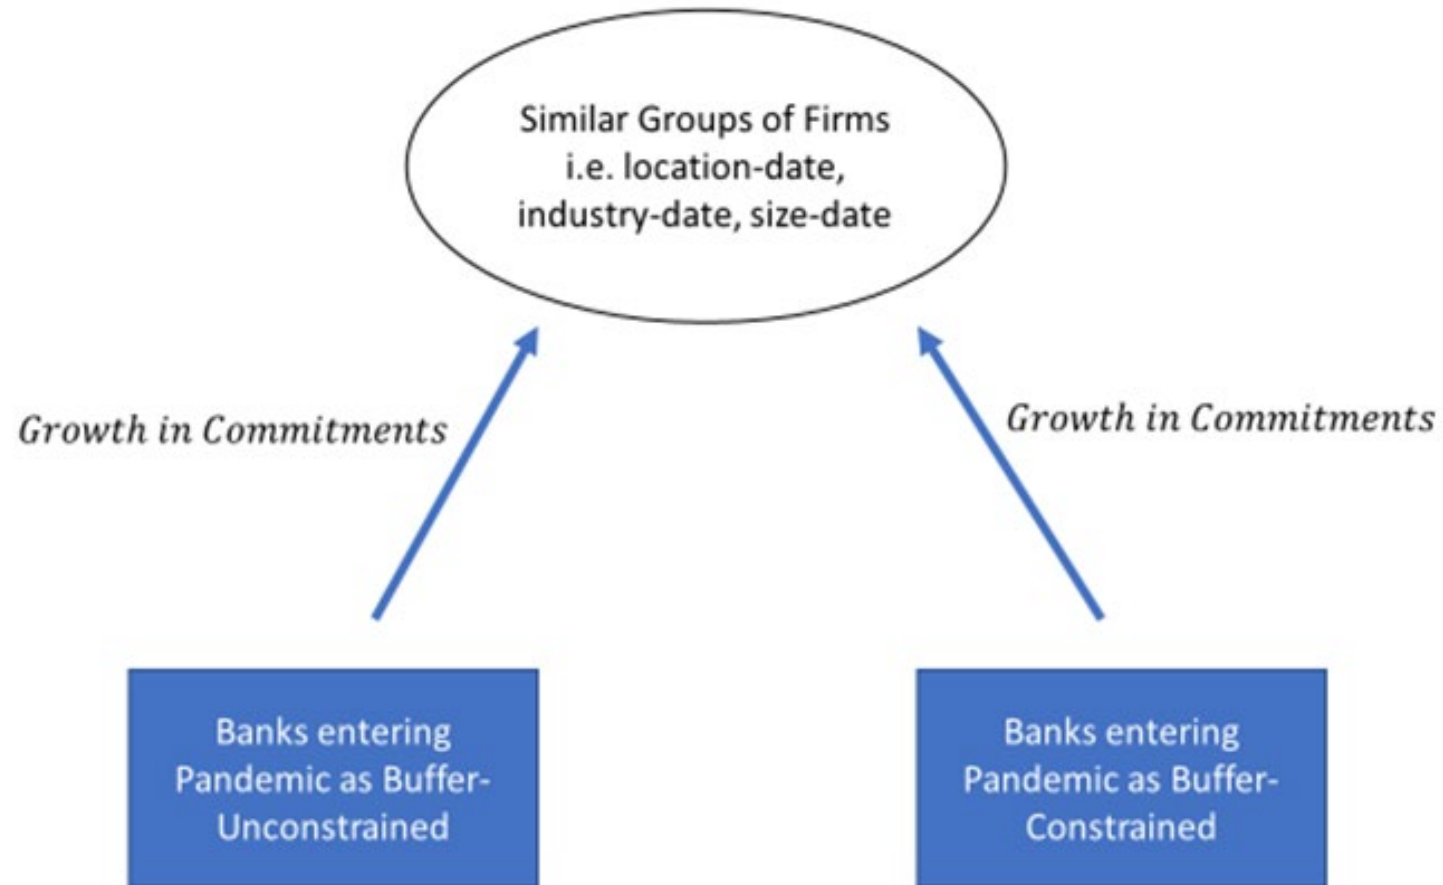 Similar Groups of Firms
i.e. location-date,
industry-date, size-date
Growth in Commitments
Growth in Commitments
Banks entering
Pandemic as Buffer-
Unconstrained
Banks entering
Pandemic as Buffer-
Constrained